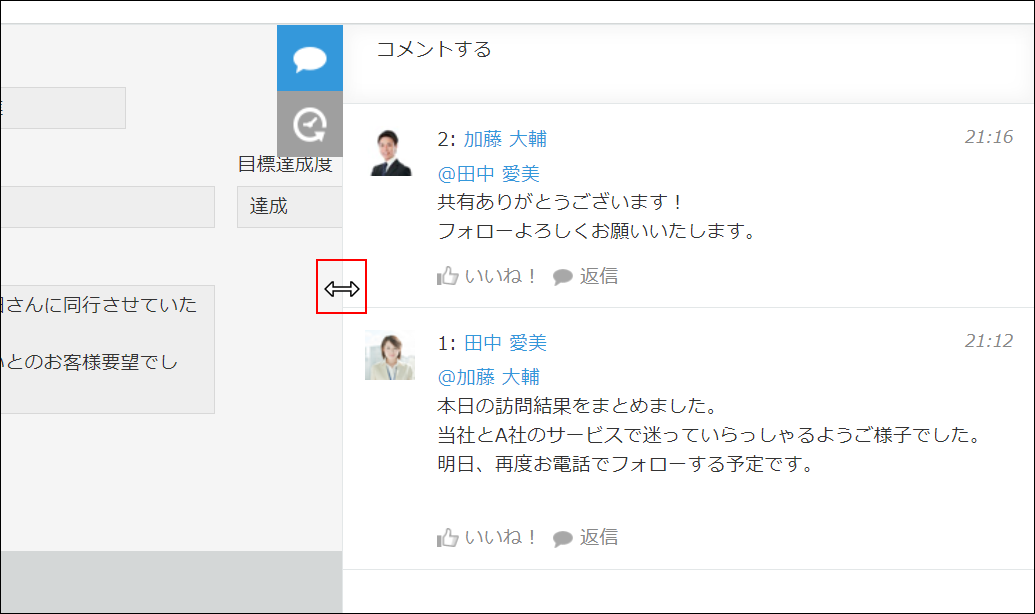 コメントする
目標達成度
達成
さんに同行させていた
とのお客様要望でし
2: 加藤 大輔
21:16
@田中 愛美
共有ありがとうございます！
フォローよろしくお願いいたします。
いいね！ 返信
1: 田中 愛美
21:12
@加藤 大輔
本日の訪問結果をまとめました。
当社とA社のサービスで迷っていらっしゃるようご様子でした。
明日、再度お電話でフォローする予定です。
いいね！ 返信